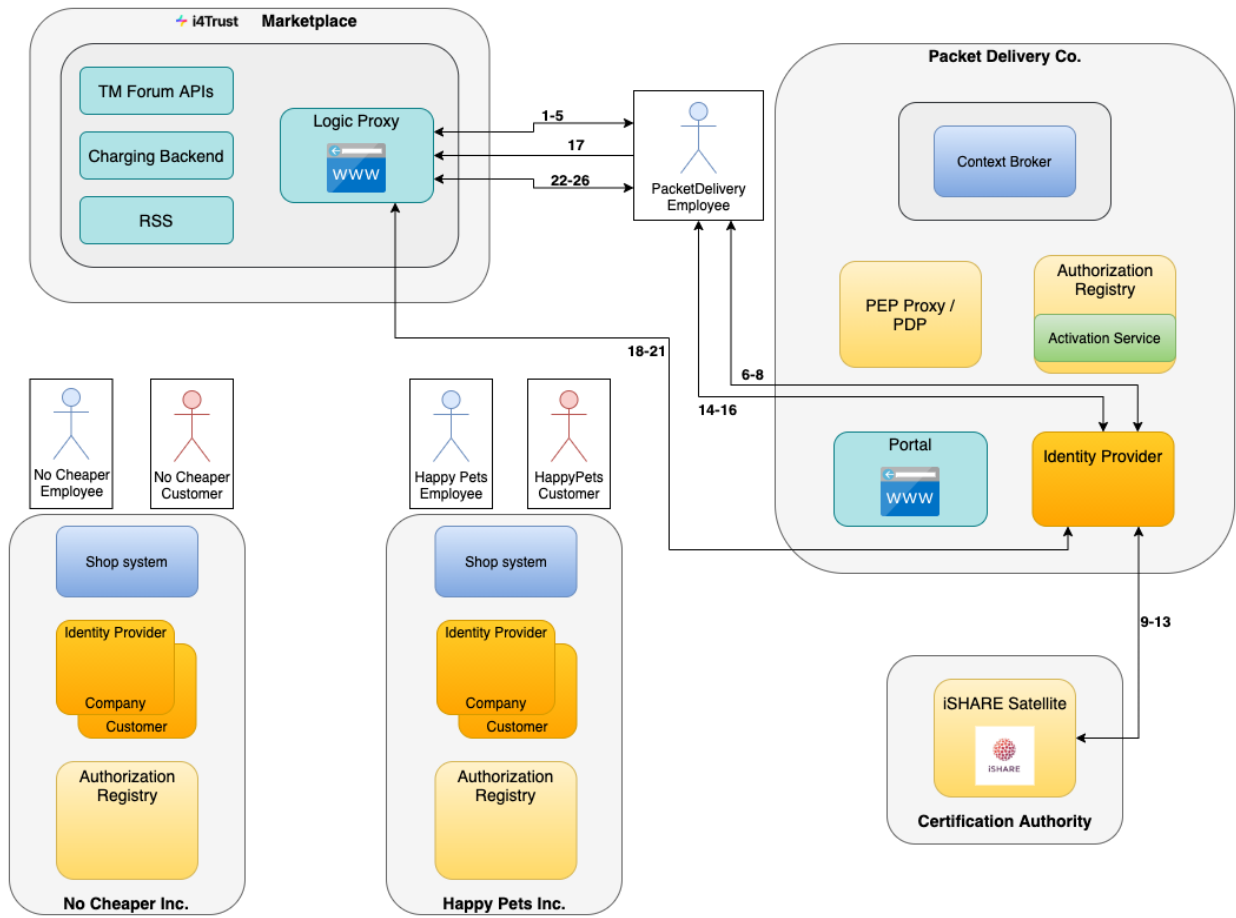 i4Trust Marketplace
TM Forum APIs
Charging Backend
RSS
Logic Proxy
WWW
1-5
17
22-26
PacketDelivery
Employee
Packet Delivery Co.
Context Broker
PEP Proxy /
PDP
Authorization
Registry
Activation Service
18-21
6-8
14-16
Portal
WWW
Identity Provider
9-13
iSHARE Satellite
iSHARE
Certification Authority
No Cheaper
Employee
No Cheaper
Customer
Shop system
Identity Provider
Company
Customer
Authorization
Registry
No Cheaper Inc.
Happy Pets
Employee
HappyPets
Customer
Shop system
Identity Provider
Company
Customer
Authorization
Registry
Happy Pets Inc.